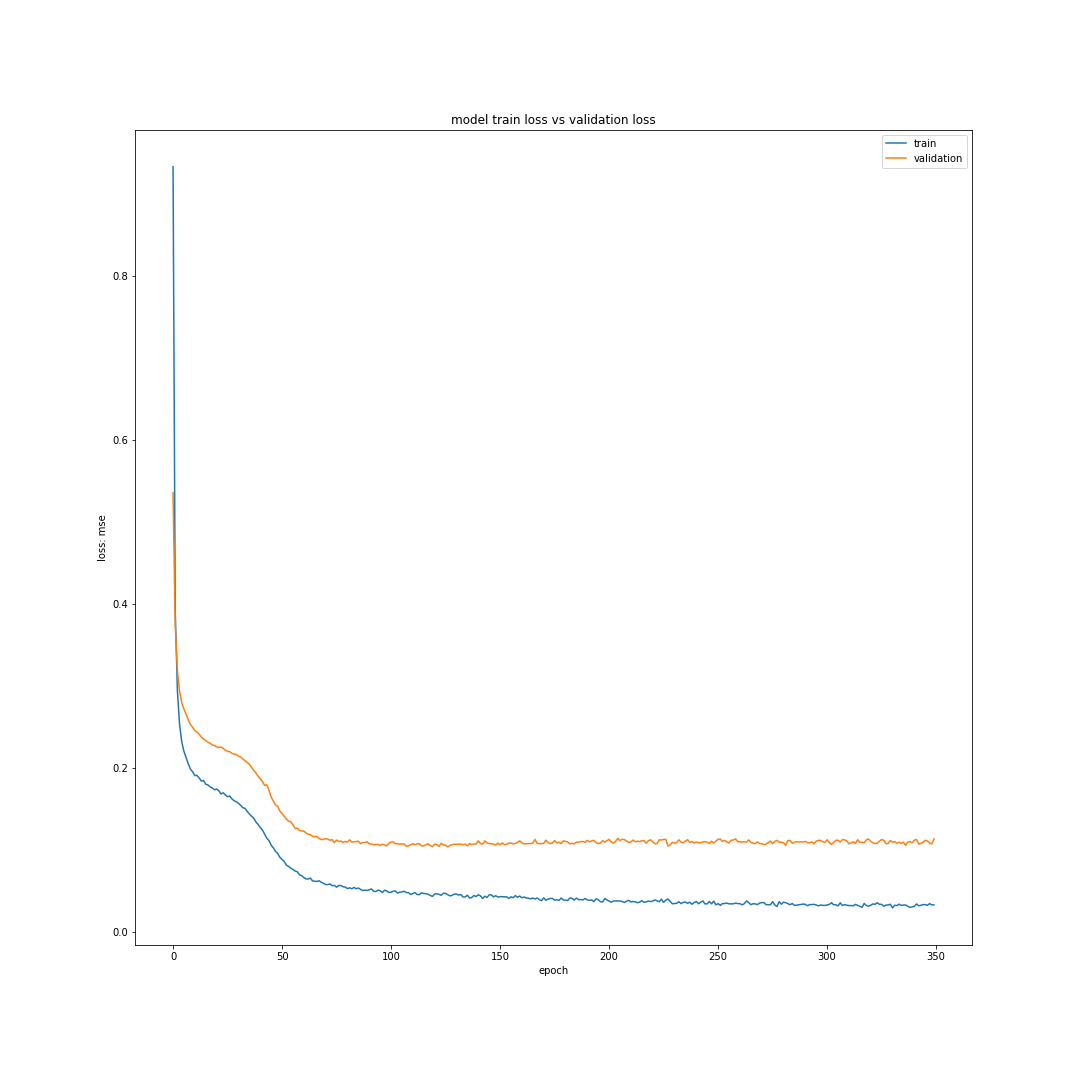 model train loss vs validation loss
train
validation
0.8
0.6
0.4
0.2
0.0
loss: mse
0 50 100 150 200 250 300 350
epoch